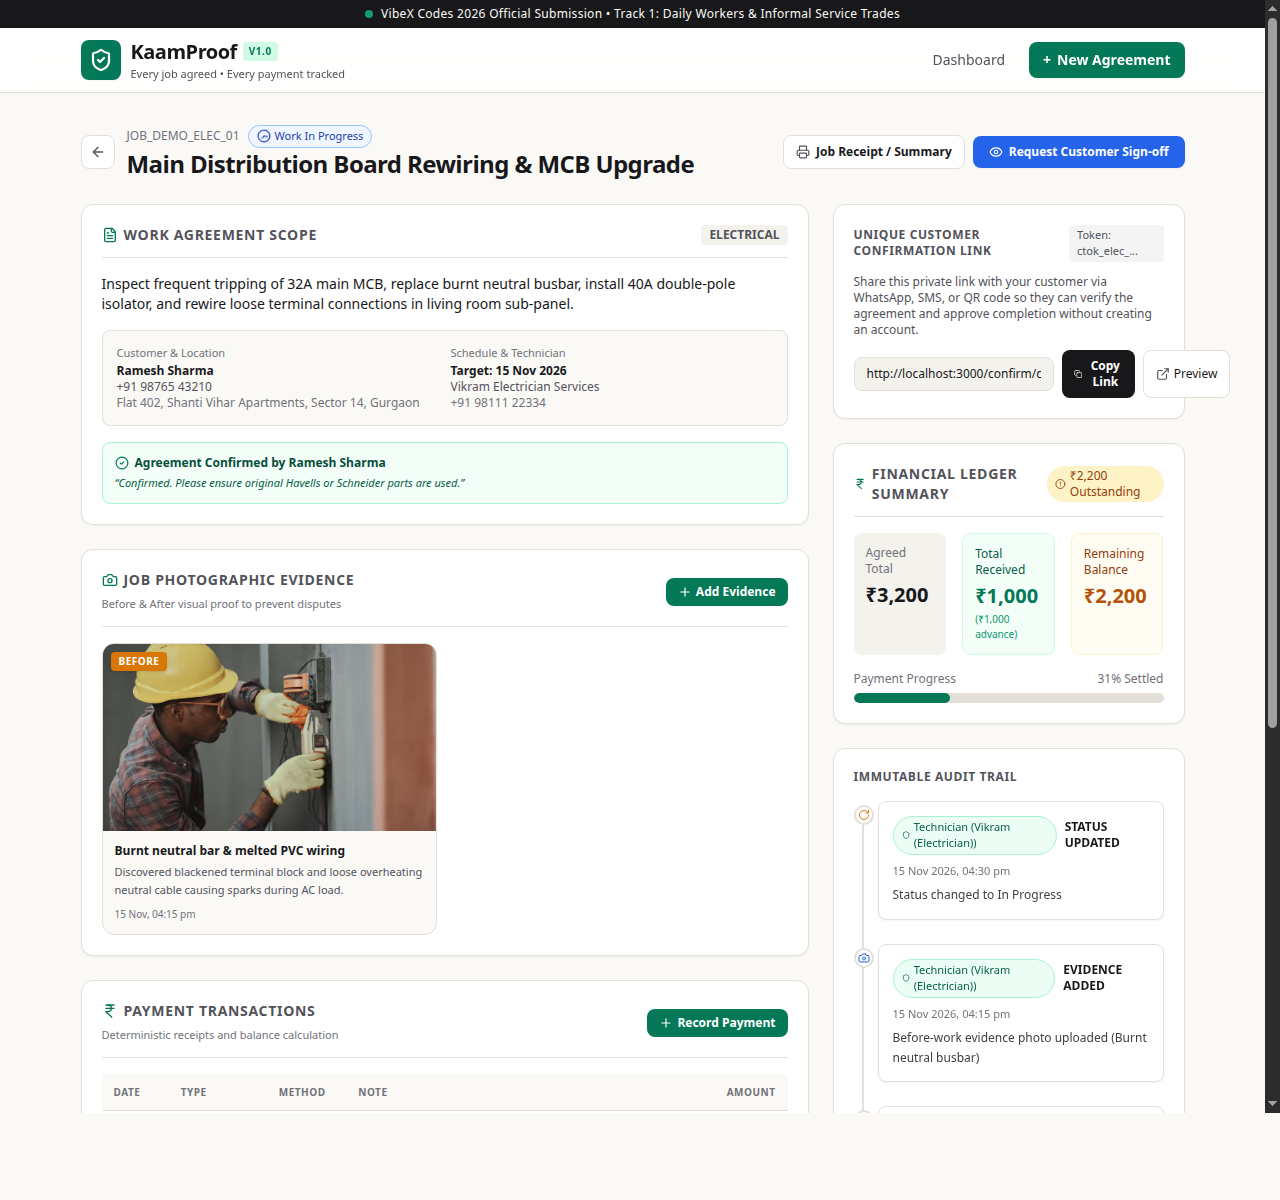 VibeX Codes 2026 Official Submission • Track 1: Daily Workers & Informal Service Trades
KaamProof V1.0
Every job agreed • Every payment tracked
Dashboard
+ New Agreement
JOB_DEMO_ELEC_01
Work In Progress
Main Distribution Board Rewiring & MCB Upgrade
Job Receipt / Summary
Request Customer Sign-off
WORK AGREEMENT SCOPE
ELECTRICAL
Inspect frequent tripping of 32A main MCB, replace burnt neutral busbar, install 40A double-pole
isolator, and rewire loose terminal connections in living room sub-panel.
Customer & Location
Ramesh Sharma
+91 98765 43210
Flat 402, Shanti Vihar Apartments, Sector 14, Gurgaon
Schedule & Technician
Target: 15 Nov 2026
Vikram Electrician Services
+91 98111 22334
Agreement Confirmed by Ramesh Sharma
“Confirmed. Please ensure original Havells or Schneider parts are used.”
JOB PHOTOGRAPHIC EVIDENCE
Before & After visual proof to prevent disputes
+ Add Evidence
BEFORE
Burnt neutral bar & melted PVC wiring
Discovered blackened terminal block and loose overheating
neutral cable causing sparks during AC load.
15 Nov, 04:15 pm
₹ PAYMENT TRANSACTIONS
Deterministic receipts and balance calculation
+ Record Payment
DATE TYPE METHOD NOTE AMOUNT
UNIQUE CUSTOMER
CONFIRMATION LINK
Token:
ctok_elec_...
Share this private link with your customer via
WhatsApp, SMS, or QR code so they can verify the
agreement and approve completion without creating
an account.
http://localhost:3000/confirm/c
Copy
Link
Preview
₹ FINANCIAL LEDGER
SUMMARY
₹2,200
Outstanding
Agreed
Total
₹3,200
Total
Received
₹1,000
(₹1,000
advance)
Remaining
Balance
₹2,200
Payment Progress
31% Settled
IMMUTABLE AUDIT TRAIL
Technician (Vikram
(Electrician))
STATUS
UPDATED
15 Nov 2026, 04:30 pm
Status changed to In Progress
Technician (Vikram
(Electrician))
EVIDENCE
ADDED
15 Nov 2026, 04:15 pm
Before-work evidence photo uploaded (Burnt
neutral busbar)